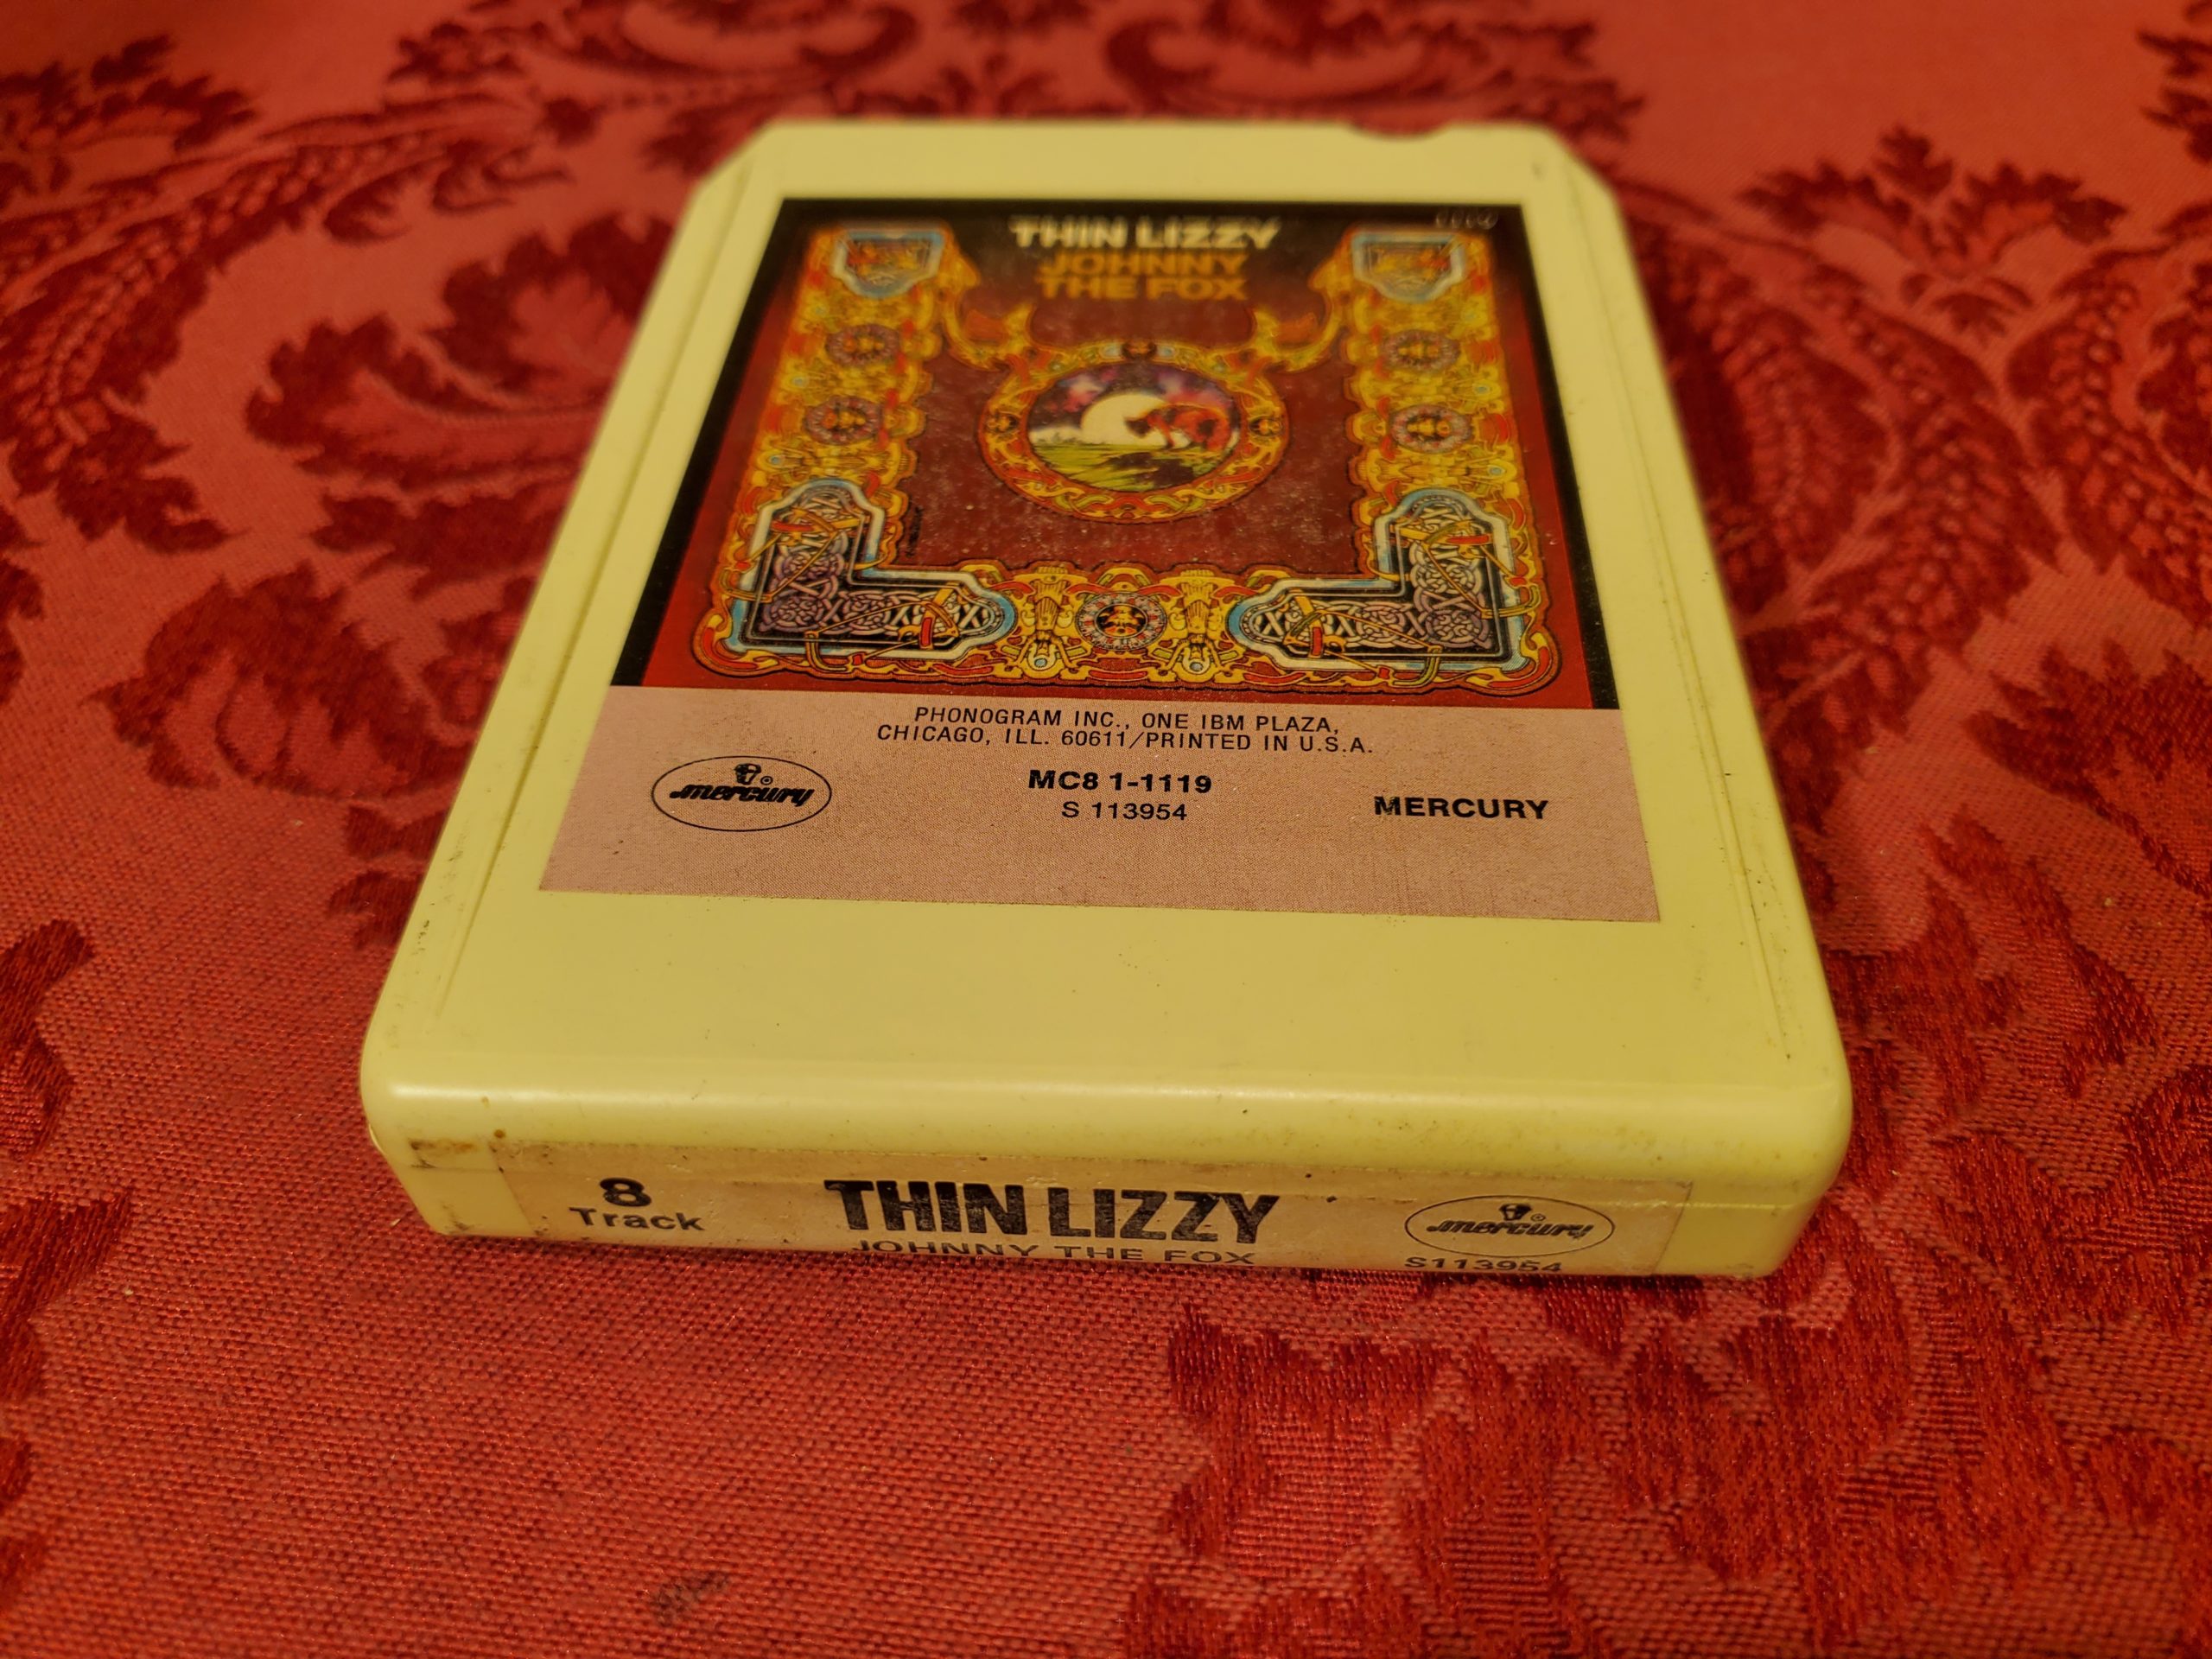 THIN LIZZY
JOHNNY
THE FOX
PHONOGRAM INC., ONE IBM PLAZA,
CHICAGO, ILL. 60611/PRINTED IN U.S.A.
mercury ®
MC8 1-1119
S 113954
MERCURY
8
Track
THIN LIZZY
JOHNNY THE FOX
mercury ®
S113954